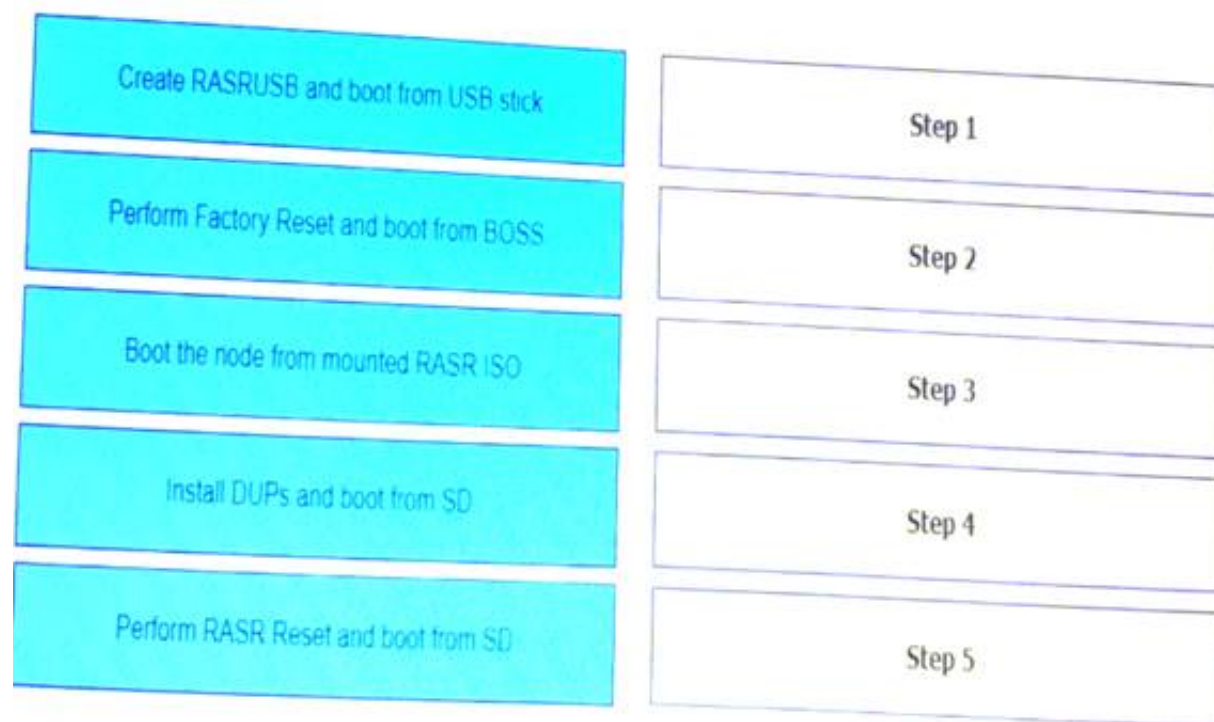 Create RASRUSB and boot from USB stick
Step 1
Perform Factory Reset and boot from BOSS
Step 2
Boot the node from mounted RASR ISO
Step 3
Install DUPs and boot from SD
Step 4
Perform RASR Reset and boot from SD
Step 5